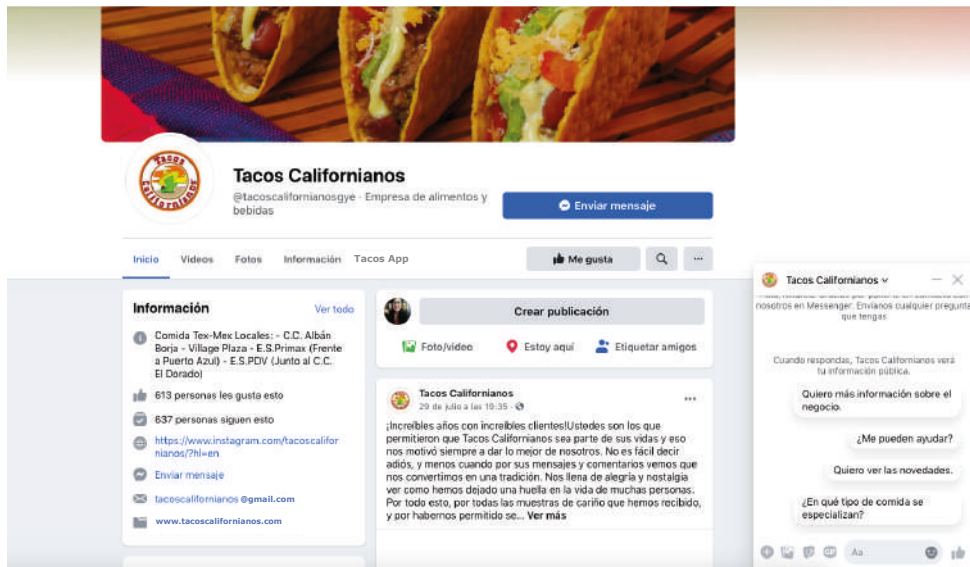 Tacos
Californianos
Tacos Californianos
@tacoscalifornianosgye - Empresa de alimentos y
bebidas
Enviar mensaje
Inicio Videos Fotos Información Tacos App
Me gusta
Información Ver todo
Comida Tex-Mex Locales: - C.C. Albán
Borja - Village Plaza - E.S.Primax (Frente
a Puerto Azul) - E.S.PDV (Junto al C.C.
El Dorado)
613 personas les gusta esto
637 personas siguen esto
https://www.instagram.com/tacoscalifor
nianos/?hl=en
Enviar mensaje
tacoscalifornianos @gmail.com
www.tacoscalifornianos.com
Crear publicación
Foto/video Estoy aquí Etiquetar amigos
Tacos Californianos
29 de julio a las 19:35
¡Increíbles años con increíbles clientes!Ustedes son los que
permitieron que Tacos Californianos sea parte de sus vidas y eso
nos motivó siempre a dar lo mejor de nosotros. No es fácil decir
adiós, y menos cuando por sus mensajes y comentarios vemos que
nos convertimos en una tradición. Nos llena de alegría y nostalgia
ver como hemos dejado una huella en la vida de muchas personas.
Por todo esto, por todas las muestras de cariño que hemos recibido,
y por habernos permitido se... Ver más
Tacos Californianos
nosotros en Messenger. Envíanos cualquier pregunta
que tengas
Cuando respondas, Tacos Californianos verá
tu información pública.
Quiero más información sobre el
negocio.
¿Me pueden ayudar?
Quiero ver las novedades.
¿En qué tipo de comida se
especializan?
GIF
Aa